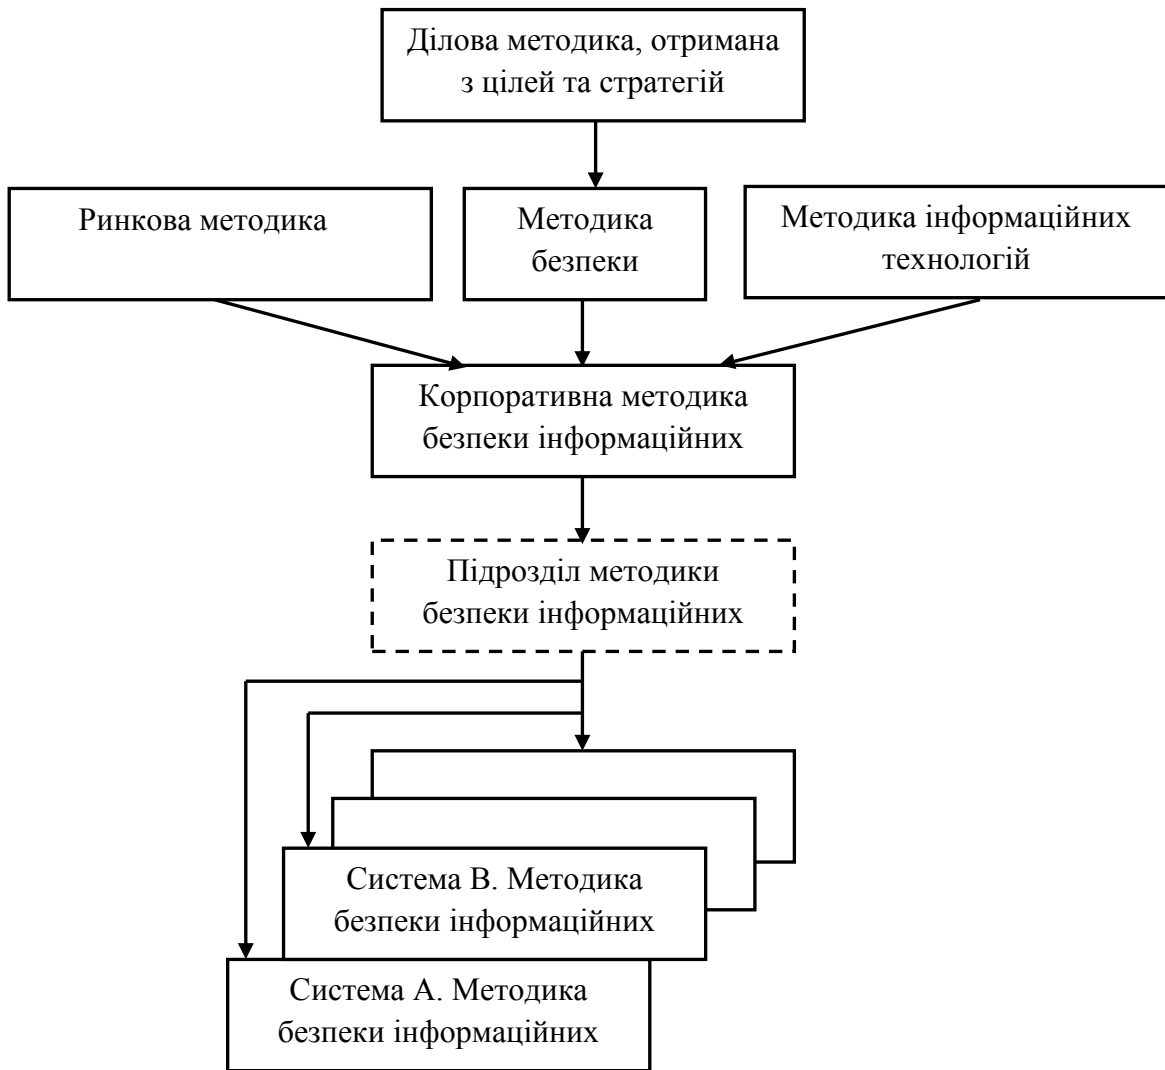 Ділова методика, отримана
з цілей та стратегій
Ринкова методика
Методика
безпеки
Методика інформаційних
технологій
Корпоративна методика
безпеки інформаційних
Підрозділ методики
безпеки інформаційних
Система В. Методика
безпеки інформаційних
Система А. Методика
безпеки інформаційних